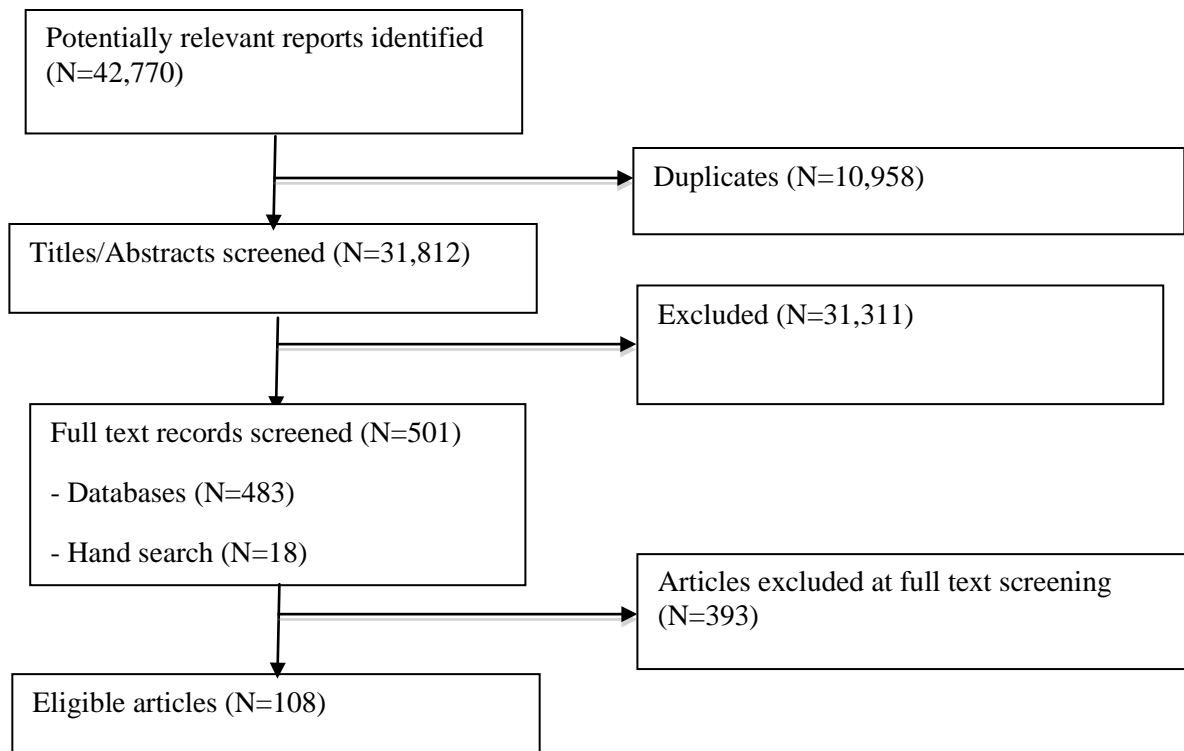 Potentially relevant reports identified
(N=42,770)
Duplicates (N=10,958)
Titles/Abstracts screened (N=31,812)
Excluded (N=31,311)
Full text records screened (N=501)
- Databases (N=483)
- Hand search (N=18)
Articles excluded at full text screening
(N=393)
Eligible articles (N=108)